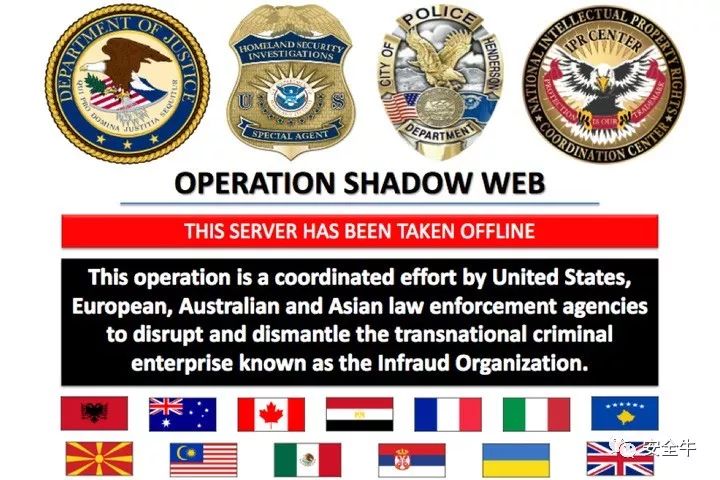 DEPARTMENT OF JUSTICE
QUI PRO DOMINA JUSTITIA SEQUITUR
HOMELAND SECURITY
INVESTIGATIONS
U S
SPECIAL AGENT
CITY OF HENDERSON
POLICE
DEPARTMENT
NATIONAL INTELLECTUAL PROPERTY RIGHTS
COORDINATION CENTER
IPR CENTER
PROTECTION IS OUR TRADEMARK
OPERATION SHADOW WEB
THIS SERVER HAS BEEN TAKEN OFFLINE
This operation is a coordinated effort by United States,
European, Australian and Asian law enforcement agencies
to disrupt and dismantle the transnational criminal
enterprise known as the Infraud Organization.
安全牛